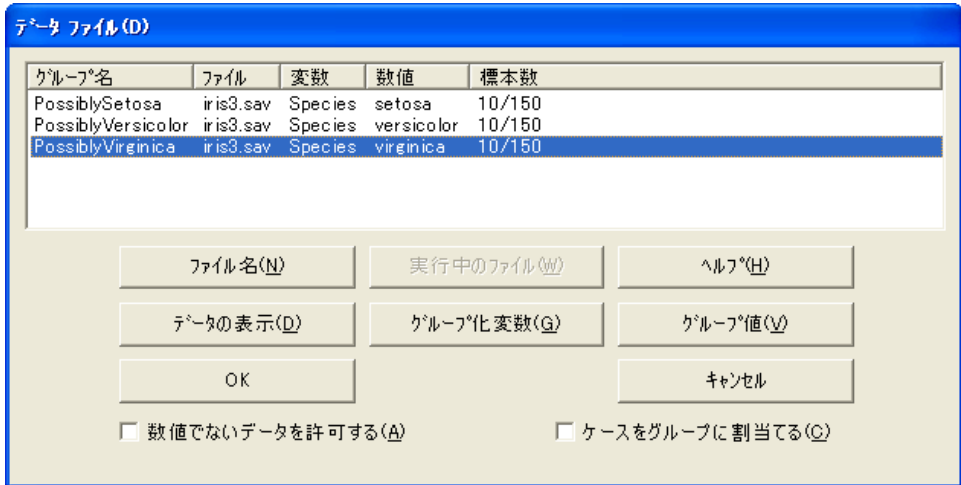 ﾃﾞｰﾀ ﾌｧｲﾙ(D)
ｸﾞﾙｰﾌﾟ名 ﾌｧｲﾙ 変数 数値 標本数
PossiblySetosa iris3.sav Species setosa 10/150
PossiblyVersicolor iris3.sav Species versicolor 10/150
PossiblyVirginica iris3.sav Species virginica 10/150
ﾌｧｲﾙ名(N) 実行中のﾌｧｲﾙ(W) ﾍﾙﾌﾟ(H)
ﾃﾞｰﾀの表示(D) ｸﾞﾙｰﾌﾟ化変数(G) ｸﾞﾙｰﾌﾟ値(V)
OK ｷｬﾝｾﾙ
数値でないデータを許可する(A) ケースをグループに割当てる(C)